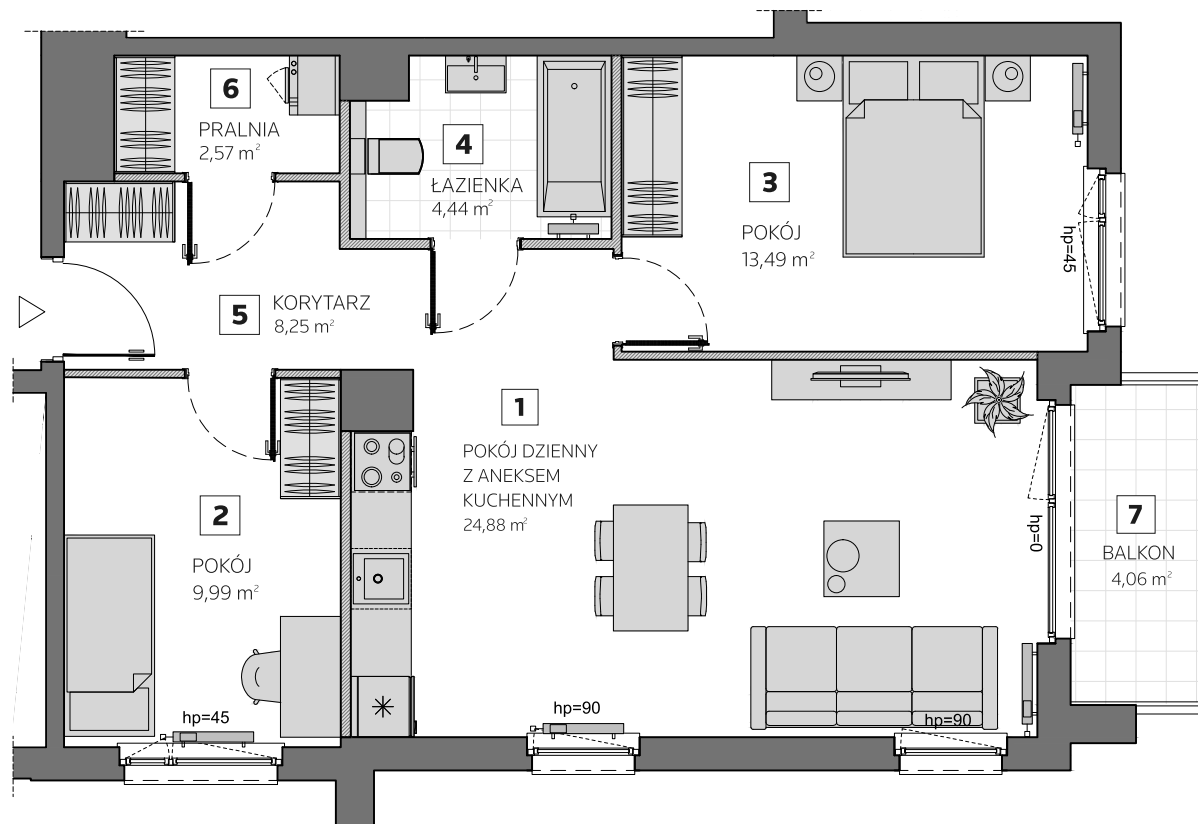 6
PRALNIA
2,57 m²
4
ŁAZIENKA
4,44 m²
3
POKÓJ
13,49 m²
hp=45
5
KORYTARZ
8,25 m²
1
POKÓJ DZIENNY
Z ANEKSEM
KUCHENNYM
24,88 m²
2
POKÓJ
9,99 m²
hp=0
7
BALKON
4,06 m²
hp=45
hp=90
hp=90